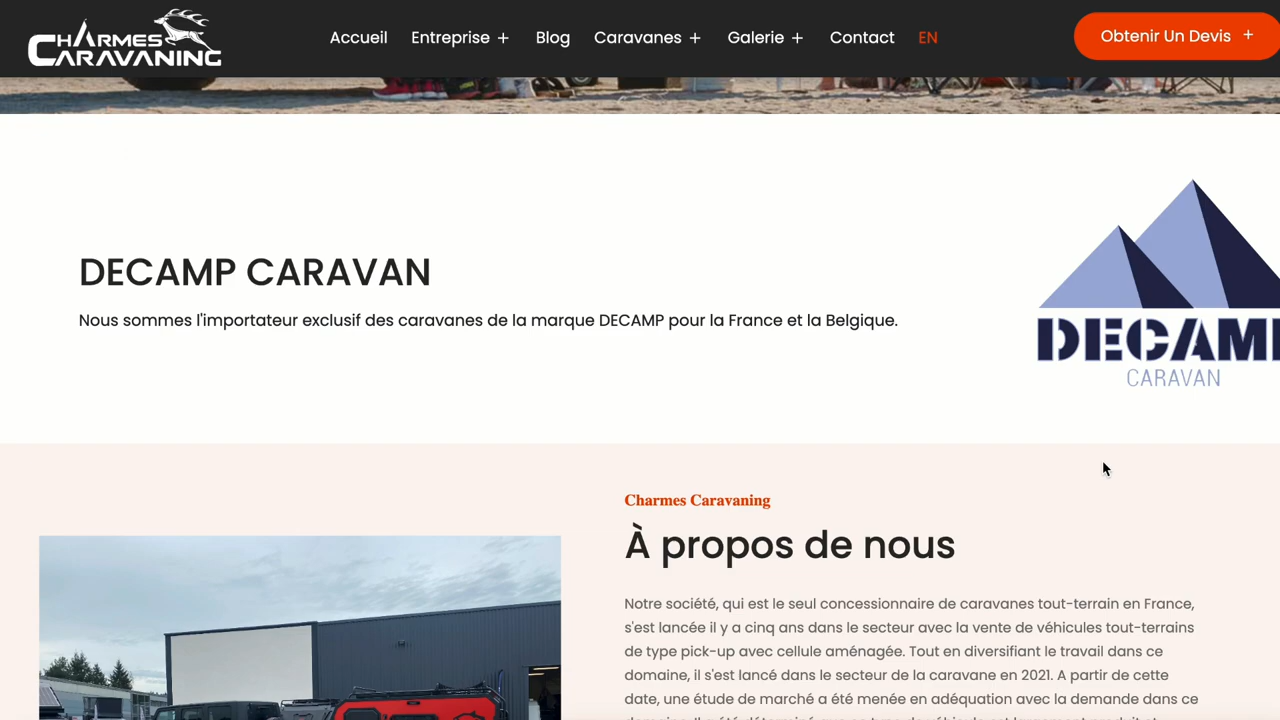 CHARMES
CARAVANING
Accueil Entreprise + Blog Caravanes + Galerie + Contact EN
Obtenir Un Devis +
DECAMP CARAVAN
Nous sommes l'importateur exclusif des caravanes de la marque DECAMP pour la France et la Belgique.
DECAM
CARAVAN
Charmes Caravaning
À propos de nous
Notre société, qui est le seul concessionnaire de caravanes tout-terrain en France,
s'est lancée il y a cinq ans dans le secteur avec la vente de véhicules tout-terrains
de type pick-up avec cellule aménagée. Tout en diversifiant le travail dans ce
domaine, il s'est lancé dans le secteur de la caravane en 2021. A partir de cette
date, une étude de marché a été menée en adéquation avec la demande dans ce